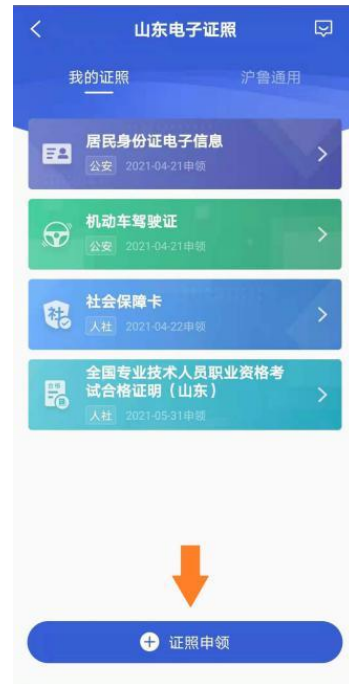 山东电子证照
我的证照
沪鲁通用
居民身份证电子信息
公安 2021-04-21申领
机动车驾驶证
公安 2021-04-21申领
社
社会保障卡
人社 2021-04-22申领
合格
全国专业技术人员职业资格考
试合格证明（山东）
人社 2021-05-31申领
证照申领